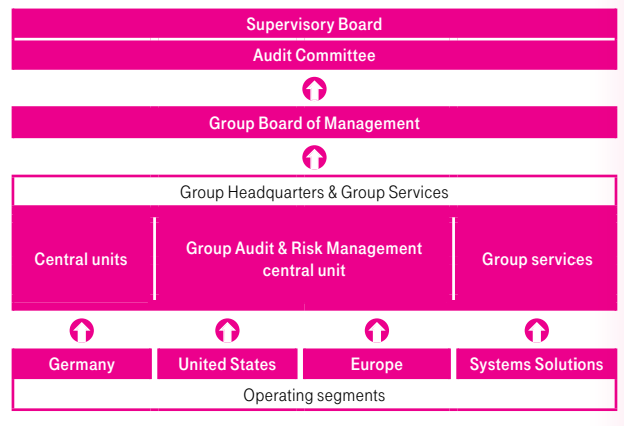 Supervisory Board
Audit Committee
Group Board of Management
Group Headquarters & Group Services
Central units
Group Audit & Risk Management
central unit
Group services
Germany
United States
Europe
Systems Solutions
Operating segments